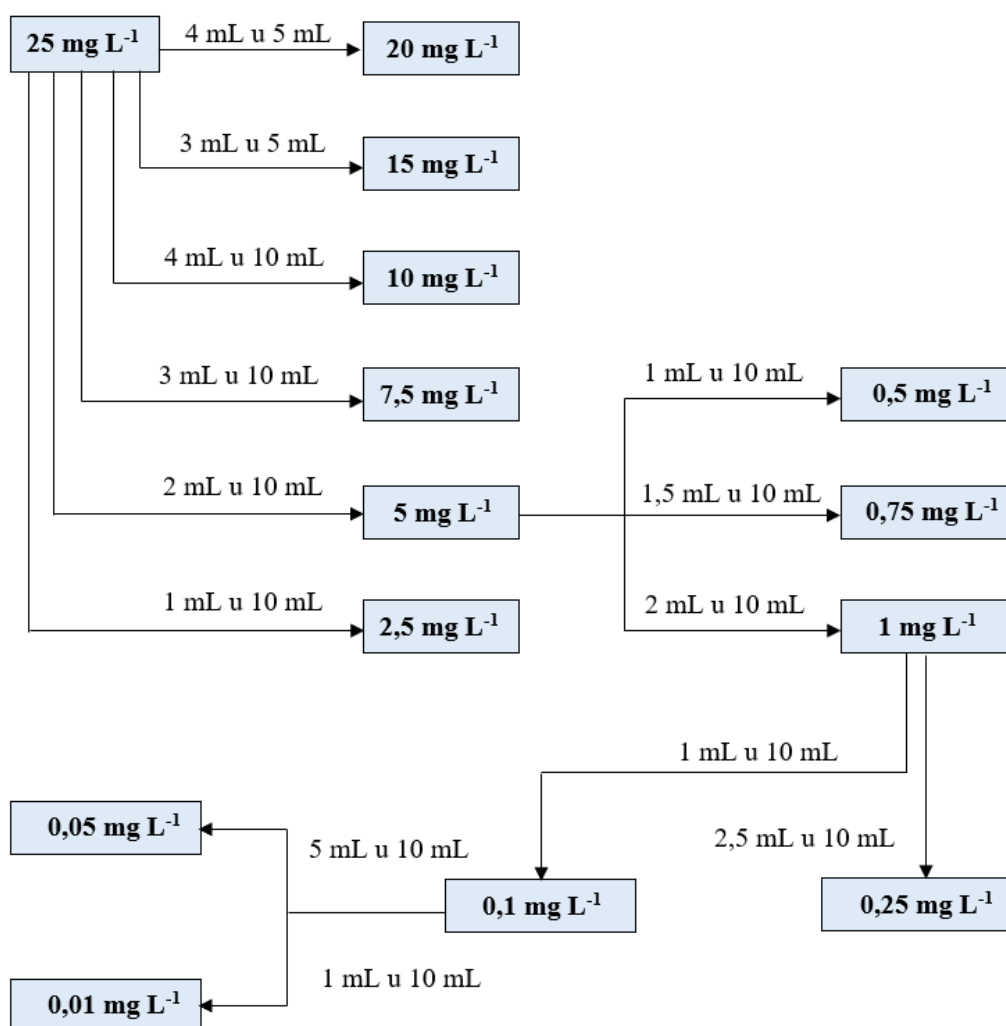 25 mg L⁻¹
4 mL u 5 mL
20 mg L⁻¹
3 mL u 5 mL
15 mg L⁻¹
4 mL u 10 mL
10 mg L⁻¹
3 mL u 10 mL
7,5 mg L⁻¹
1 mL u 10 mL
0,5 mg L⁻¹
2 mL u 10 mL
5 mg L⁻¹
1,5 mL u 10 mL
0,75 mg L⁻¹
1 mL u 10 mL
2,5 mg L⁻¹
2 mL u 10 mL
1 mg L⁻¹
1 mL u 10 mL
2,5 mL u 10 mL
0,05 mg L⁻¹
5 mL u 10 mL
0,1 mg L⁻¹
0,25 mg L⁻¹
1 mL u 10 mL
0,01 mg L⁻¹